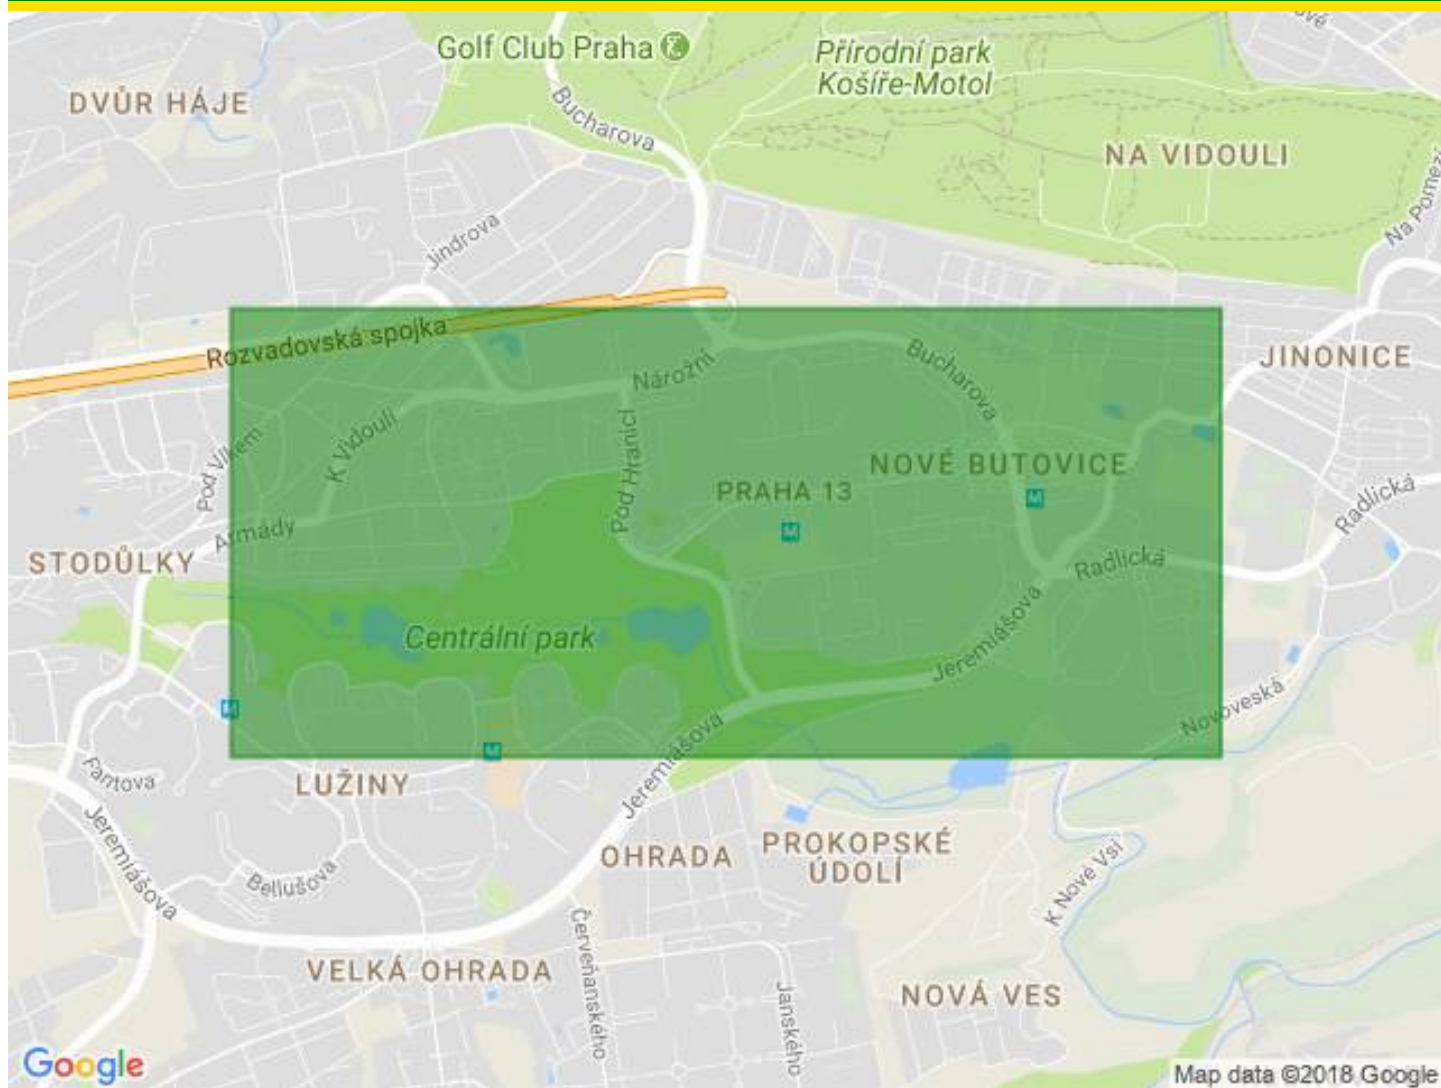 Golf Club Praha
Přírodní park
Košíře-Motol
DVŮR HÁJE
Bucharova
NA VIDOULI
Na Pomezí
Jindrova
Rozvadovská spojka
Nárožní
Bucharova
JINONICE
K Vidouli
Pod Vlkem
Pod Hranicí
NOVÉ BUTOVICE
PRAHA 13
M
M
Radlická
Armády
STODŮLKY
Radlická
Jeremiášova
Centrální park
M
M
Novoveská
Jeremiášova
Fantova
LUŽINY
Jeremiášova
OHRADA
PROKOPSKÉ
ÚDOLÍ
Bellušova
K Nové Vsi
Červeňanského
VELKÁ OHRADA
Janského
NOVÁ VES
Google
Map data ©2018 Google